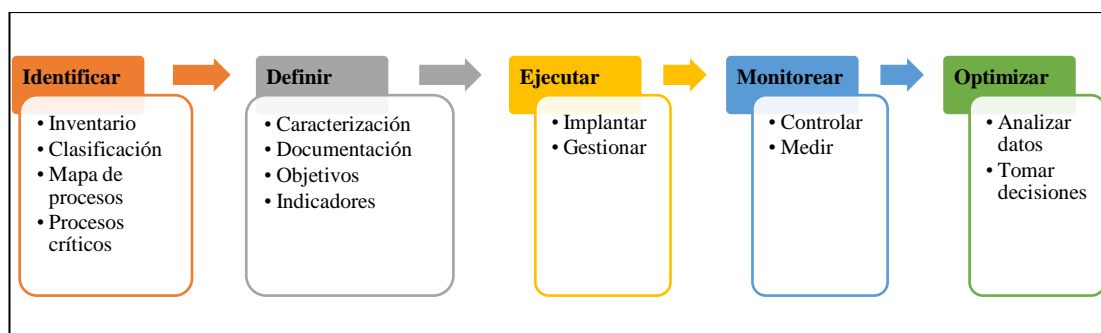 Identificar
• Inventario
• Clasificación
• Mapa de
procesos
• Procesos
críticos
Definir
• Caracterización
• Documentación
• Objetivos
• Indicadores
Ejecutar
• Implantar
• Gestionar
Monitorear
• Controlar
• Medir
Optimizar
• Analizar
datos
• Tomar
decisiones